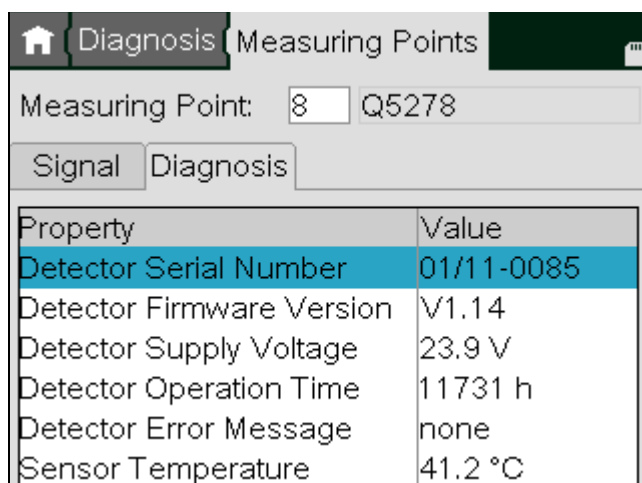 Diagnosis Measuring Points
Measuring Point: 8 Q5278
Signal Diagnosis
Property Value
Detector Serial Number 01/11-0085
Detector Firmware Version V1.14
Detector Supply Voltage 23.9 V
Detector Operation Time 11731 h
Detector Error Message none
Sensor Temperature 41.2 °C